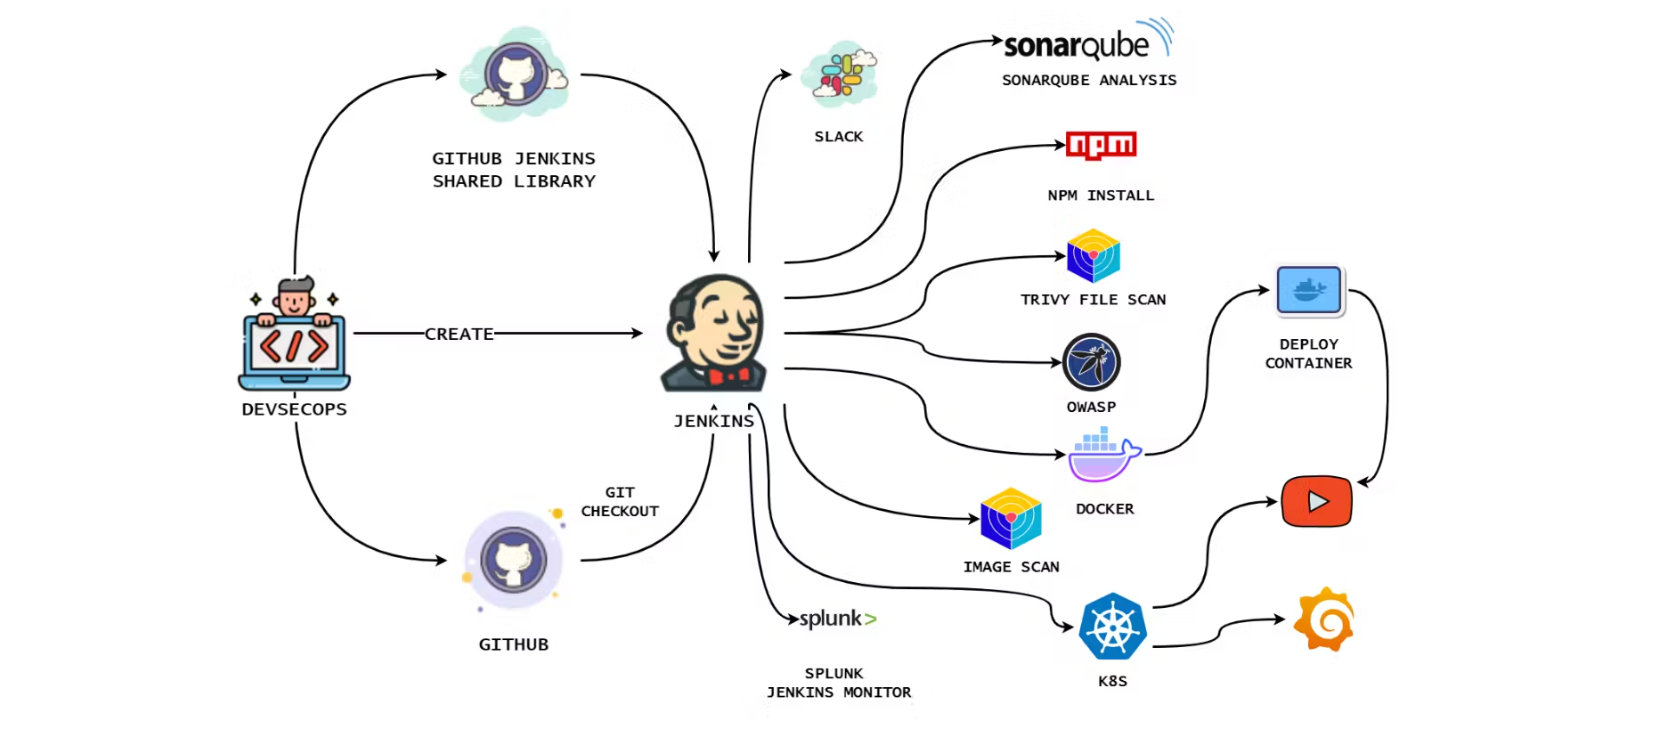 sonarqube
SONARQUBE ANALYSIS
SLACK
npm
GITHUB JENKINS
SHARED LIBRARY
NPM INSTALL
TRIVY FILE SCAN
CREATE
</>
DEPLOY
CONTAINER
DEVSECOPS
JENKINS
OWASP
GIT
CHECKOUT
DOCKER
IMAGE SCAN
splunk>
GITHUB
SPLUNK
JENKINS MONITOR
K8S